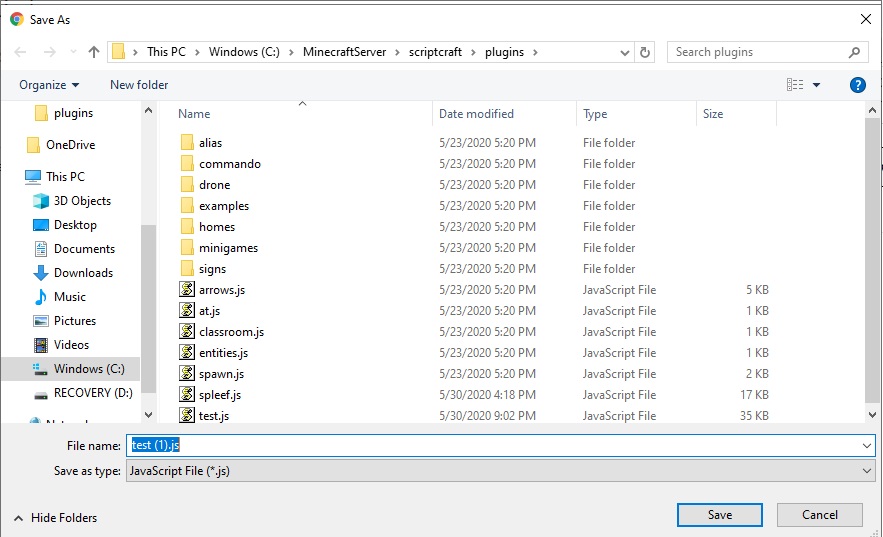 Save As
This PC > Windows (C:) > MinecraftServer > scriptcraft > plugins >
Search plugins
Organize
New folder
Name Date modified Type Size
plugins
OneDrive
This PC
3D Objects
Desktop
Documents
Downloads
Music
Pictures
Videos
Windows (C:)
RECOVERY (D:)
alias 5/23/2020 5:20 PM File folder
commando 5/23/2020 5:20 PM File folder
drone 5/23/2020 5:20 PM File folder
examples 5/23/2020 5:20 PM File folder
homes 5/23/2020 5:20 PM File folder
minigames 5/23/2020 5:20 PM File folder
signs 5/23/2020 5:20 PM File folder
arrows.js 5/23/2020 5:20 PM JavaScript File 5 KB
at.js 5/23/2020 5:20 PM JavaScript File 1 KB
classroom.js 5/23/2020 5:20 PM JavaScript File 1 KB
entities.js 5/23/2020 5:20 PM JavaScript File 1 KB
spawn.js 5/23/2020 5:20 PM JavaScript File 2 KB
spleef.js 5/30/2020 4:18 PM JavaScript File 17 KB
test.js 5/30/2020 9:02 PM JavaScript File 35 KB
File name: test (1).js
Save as type: JavaScript File (*.js)
Hide Folders
Save
Cancel